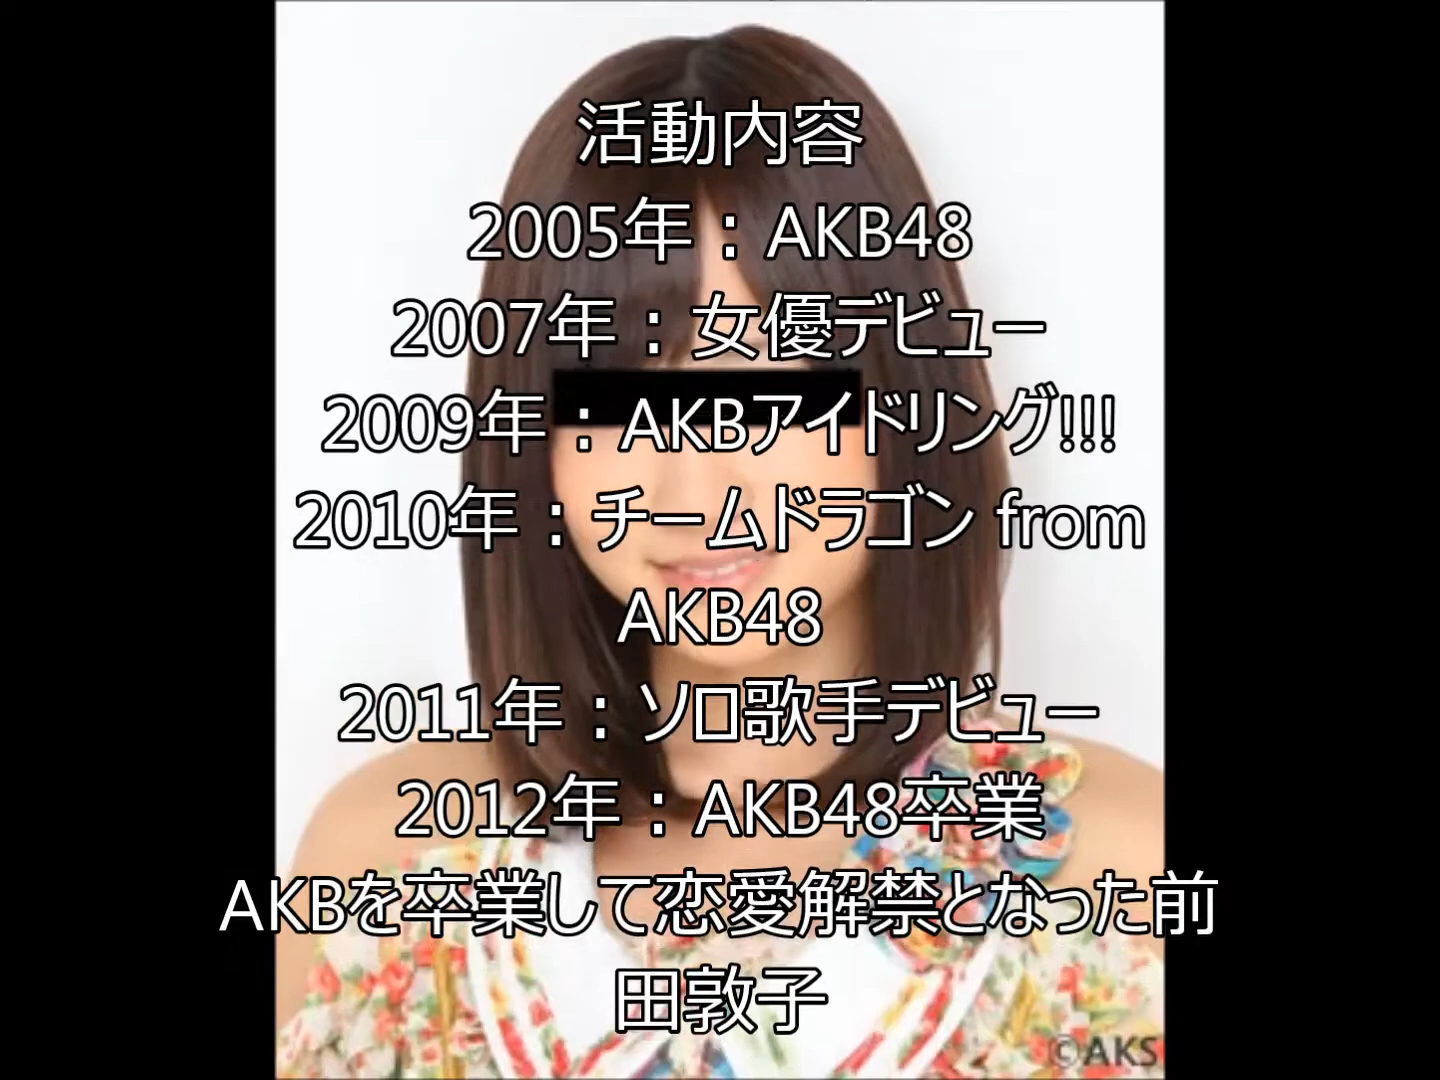 活動内容
2005年：AKB48
2007年：女優デビュー
2009年：AKBアイドリング!!!
2010年：チームドラゴン from
AKB48
2011年：ソロ歌手デビュー
2012年：AKB48卒業
AKBを卒業して恋愛解禁となった前
田敦子
©AKS